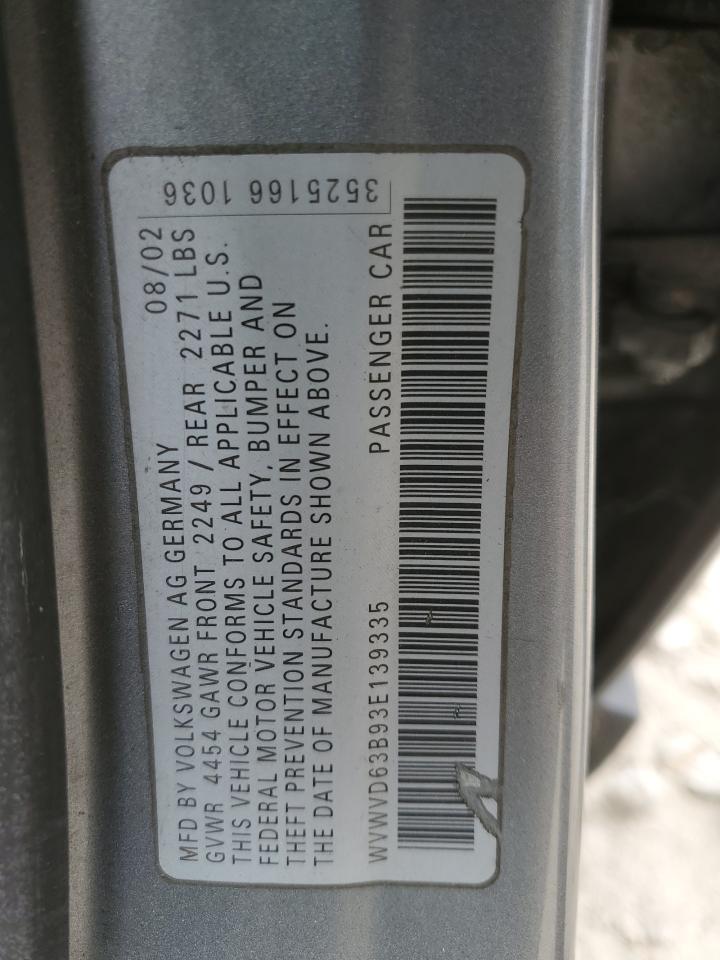 MFD BY VOLKSWAGEN AG GERMANY 08/02
GVWR 4454 GAWR FRONT 2249 / REAR 2271 LBS
THIS VEHICLE CONFORMS TO ALL APPLICABLE U.S.
FEDERAL MOTOR VEHICLE SAFETY, BUMPER AND
THEFT PREVENTION STANDARDS IN EFFECT ON
THE DATE OF MANUFACTURE SHOWN ABOVE.
WVWVD63B93E139335 PASSENGER CAR
3525166 1036